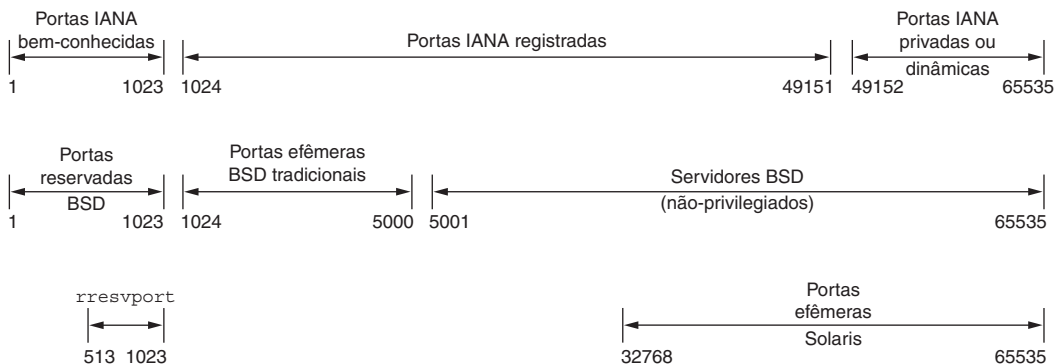 Portas IANA
bem-conhecidas
Portas IANA registradas
Portas IANA
privadas ou
dinâmicas
1
1023
1024
49151
49152
65535
Portas
reservadas
BSD
Portas efêmeras
BSD tradicionais
Servidores BSD
(não-privilegiados)
1
1023
1024
5000
5001
65535
rresvport
Portas
efêmeras
Solaris
513
1023
32768
65535